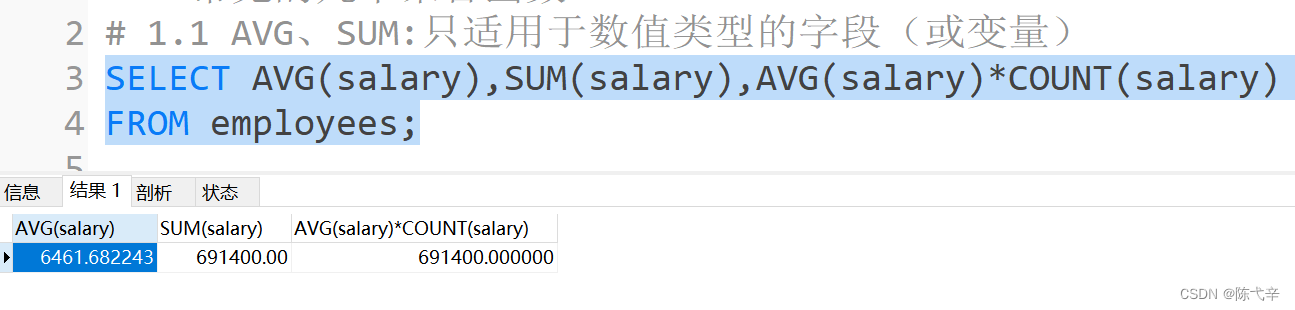 2 # 1.1 AVG、SUM:只适用于数值类型的字段（或变量）
3 SELECT AVG(salary),SUM(salary),AVG(salary)*COUNT(salary)
4 FROM employees;
5
信息 结果 1 剖析 状态
AVG(salary) SUM(salary) AVG(salary)*COUNT(salary)
6461.682243 691400.00 691400.000000
CSDN @陈弋辛